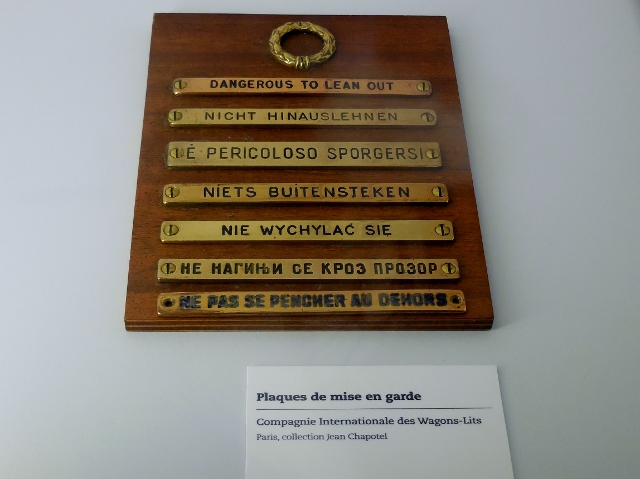 DANGEROUS TO LEAN OUT
NICHT HINAUSLEHNEN
É PERICOLOSO SPORGERSI
NIETS BUITENSTEKEN
NIE WYCHYLAĆ SIĘ
НЕ НАГИЊИ СЕ КРОЗ ПРОЗОР
NE PAS SE PENCHER AU DEHORS
Plaques de mise en garde
Compagnie Internationale des Wagons-Lits
Paris, collection Jean Chapotel